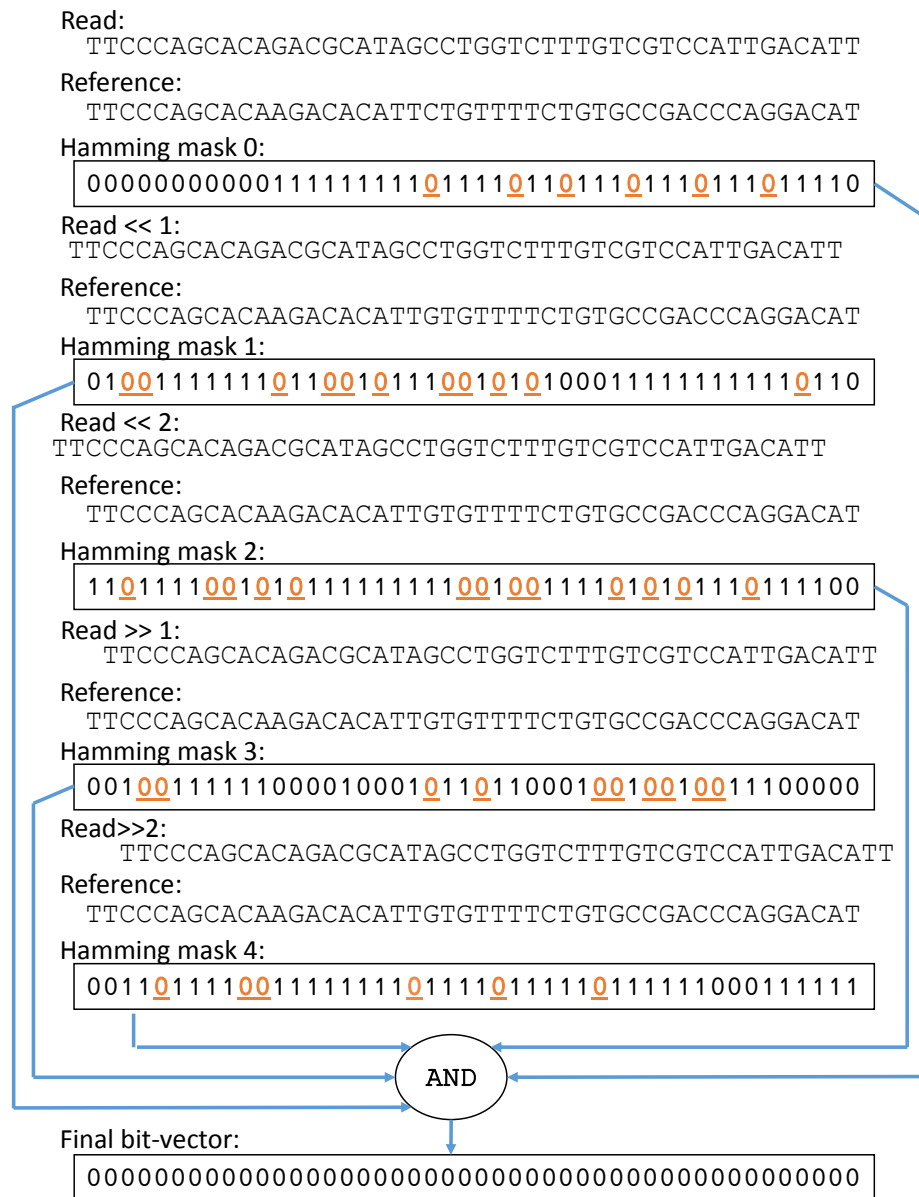 Read:
TTCCCAGCACAGACGCATAGCCTGGTCTTTGTCGTCCATTGACATT
Reference:
TTCCCAGCACAAGACACATTCTGTTTTCTGTGCCGACCCAGGACAT
Hamming mask 0:
0000000000011111111101111011011101110111011110
Read << 1:
TTCCCAGCACAGACGCATAGCCTGGTCTTTGTCGTCCATTGACATT
Reference:
TTCCCAGCACAAGACACATTGTGTTTTCTGTGCCGACCCAGGACAT
Hamming mask 1:
0100111111101100101110010101000111111111110110
Read << 2:
TTCCCAGCACAGACGCATAGCCTGGTCTTTGTCGTCCATTGACATT
Reference:
TTCCCAGCACAAGACACATTGTGTTTTCTGTGCCGACCCAGGACAT
Hamming mask 2:
1101111001010111111111001001111010101110111100
Read >> 1:
TTCCCAGCACAGACGCATAGCCTGGTCTTTGTCGTCCATTGACATT
Reference:
TTCCCAGCACAAGACACATTGTGTTTTCTGTGCCGACCCAGGACAT
Hamming mask 3:
0010011111100001000101101100010010010011100000
Read>>2:
TTCCCAGCACAGACGCATAGCCTGGTCTTTGTCGTCCATTGACATT
Reference:
TTCCCAGCACAAGACACATTGTGTTTTCTGTGCCGACCCAGGACAT
Hamming mask 4:
0011011110011111111011110111110111111000111111
AND
Final bit-vector:
0000000000000000000000000000000000000000000000